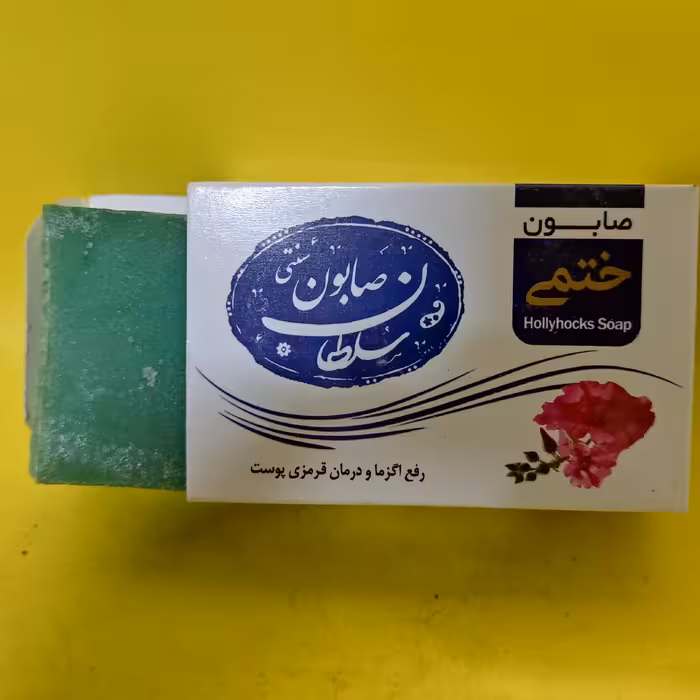 صابون
ختمی
Hollyhocks Soap
صابون سنتی
سلطان
رفع اگزما و درمان قرمزی پوست